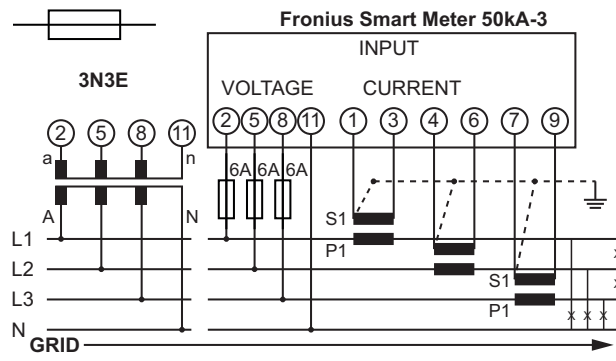 Fronius Smart Meter 50kA-3
INPUT
3N3E
VOLTAGE CURRENT
2 5 8 11
2 5 8 11 1 3 4 6 7 9
a n
6A 6A 6A
A N
S1
L1
P1
L2
L3
S1
P1
N
GRID
x
x
x x x